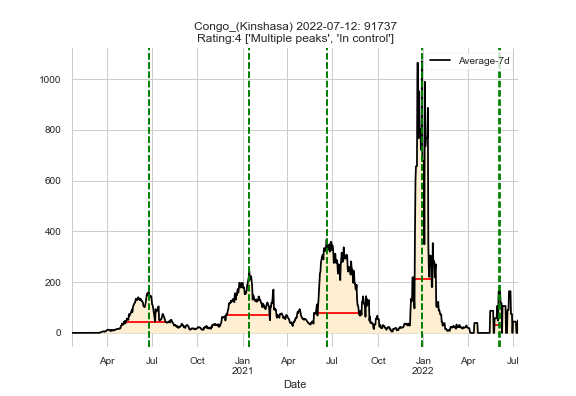 Congo_(Kinshasa) 2022-07-12: 91737
Rating:4 ['Multiple peaks', 'In control']
Average-7d
1000
800
600
400
200
0
Apr Jul Oct Jan Apr Jul Oct Jan Apr Jul
2021 2022
Date